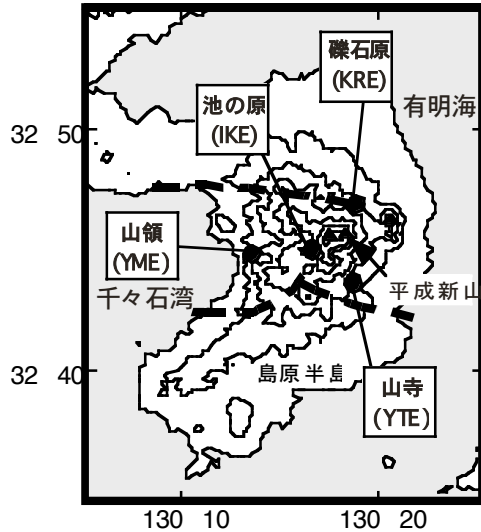 礫石原
(KRE)
池の原
(IKE)
有明海
32 50
山領
(YME)
千々石湾
平成新山
32 40
島原半島
山寺
(YTE)
130 10
130 20